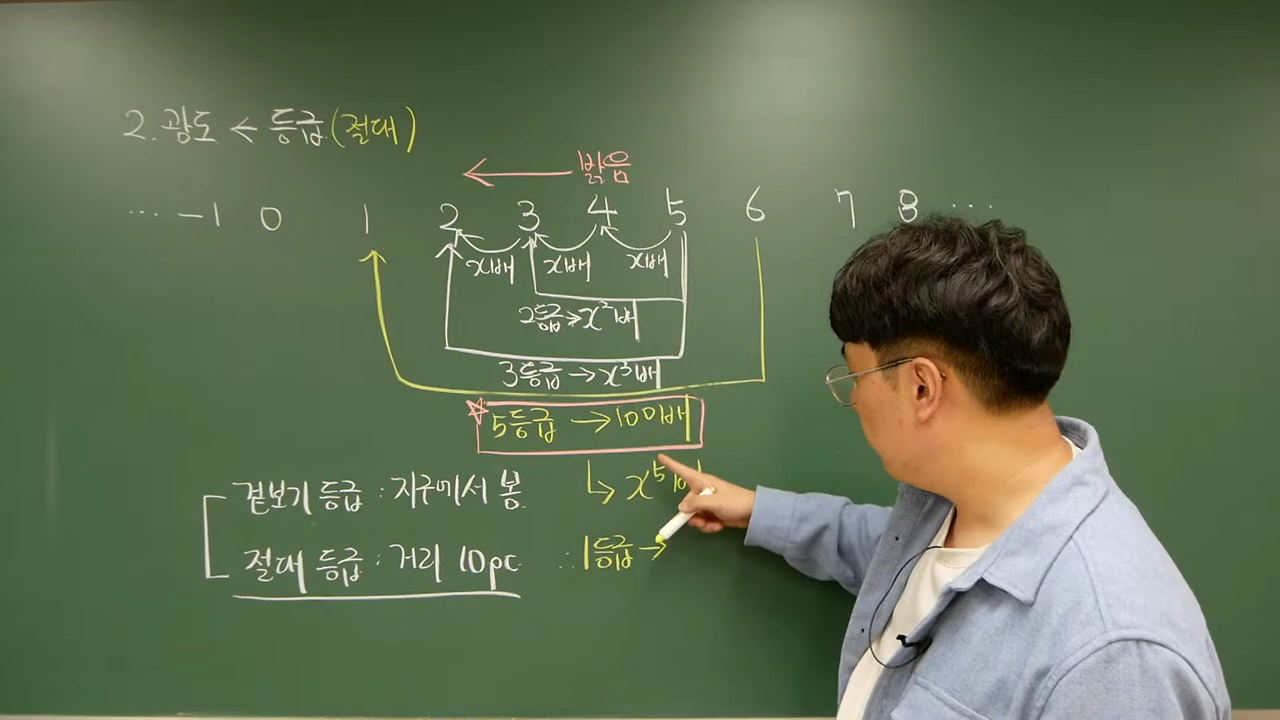 2. 광도 ← 등급(절대)
← 밝음
... -1 0 1 2 3 4 5 6 7 8 ...
x배 x배 x배
2등급→x²배
3등급→x³배
☆ 5등급 →100배
↳ x⁵배
겉보기 등급 : 지구에서 봄
절대 등급 : 거리 10pc
∴ 1등급→